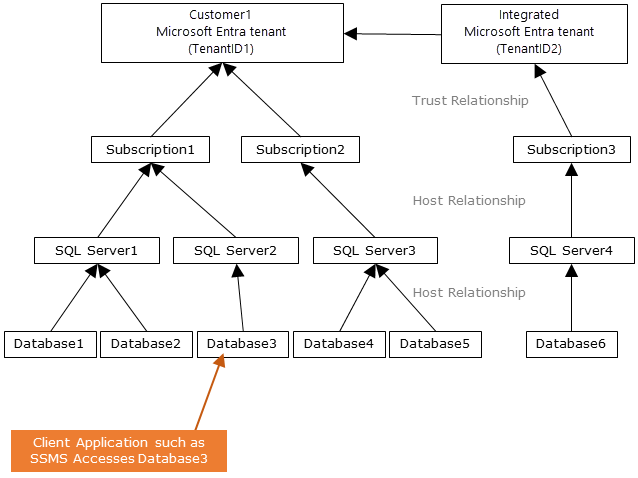 Customer1
Microsoft Entra tenant
(TenantID1)
Integrated
Microsoft Entra tenant
(TenantID2)
Trust Relationship
Subscription1
Subscription2
Subscription3
Host Relationship
SQL Server1
SQL Server2
SQL Server3
SQL Server4
Host Relationship
Database1
Database2
Database3
Database4
Database5
Database6
Client Application such as
SSMS Accesses Database3